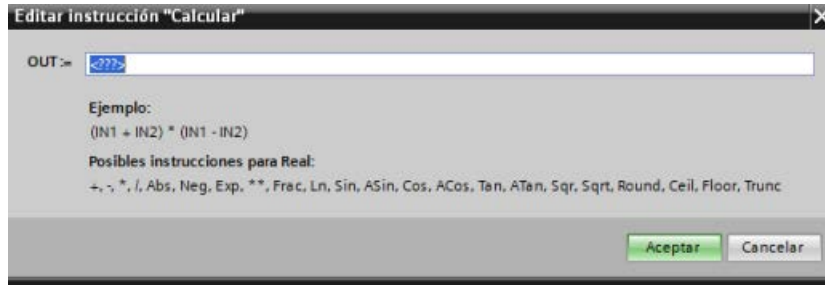 Editar instrucción "Calcular"
OUT := <???>
Ejemplo:
(IN1 + IN2) * (IN1 - IN2)
Posibles instrucciones para Real:
+, -, *, /, Abs, Neg, Exp, **, Frac, Ln, Sin, ASin, Cos, ACos, Tan, ATan, Sqr, Sqrt, Round, Ceil, Floor, Trunc
Aceptar Cancelar